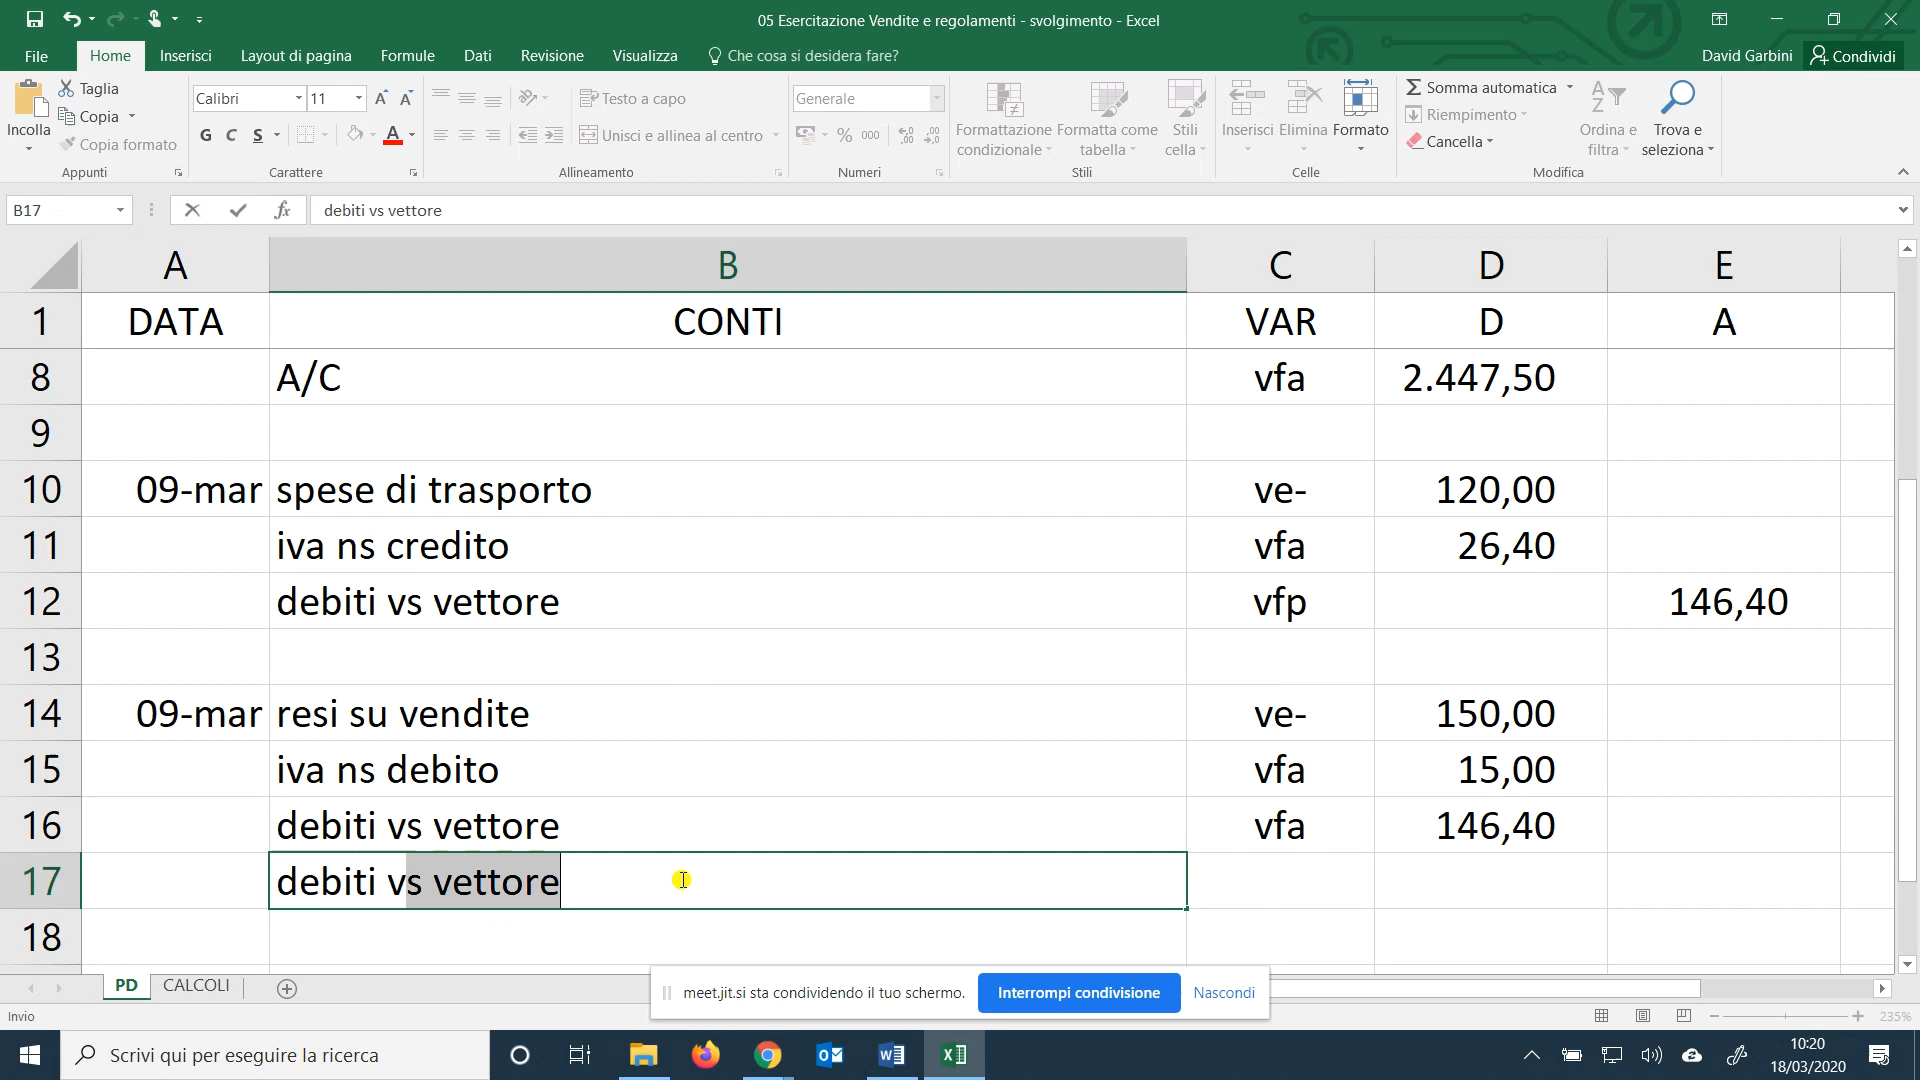 05 Esercitazione Vendite e regolamenti - svolgimento - Excel
File Home Inserisci Layout di pagina Formule Dati Revisione Visualizza Che cosa si desidera fare? David Garbini Condividi
Incolla
Taglia
Copia
Copia formato
Appunti
Calibri 11
G C S A
Carattere
Testo a capo
Unisci e allinea al centro
Allineamento
Generale
% 000
Numeri
Formattazione condizionale
Formatta come tabella
Stili cella
Stili
Inserisci Elimina Formato
Celle
Somma automatica
Riempimento
Cancella
Ordina e filtra
Trova e seleziona
Modifica
B17 fx debiti vs vettore
A B C D E
1 DATA CONTI VAR D A
8 A/C vfa 2.447,50
9
10 09-mar spese di trasporto ve- 120,00
11 iva ns credito vfa 26,40
12 debiti vs vettore vfp 146,40
13
14 09-mar resi su vendite ve- 150,00
15 iva ns debito vfa 15,00
16 debiti vs vettore vfa 146,40
17 debiti vs vettore
18
PD CALCOLI
meet.jit.si sta condividendo il tuo schermo. Interrompi condivisione Nascondi
Invio 235%
Scrivi qui per eseguire la ricerca
10:20
18/03/2020